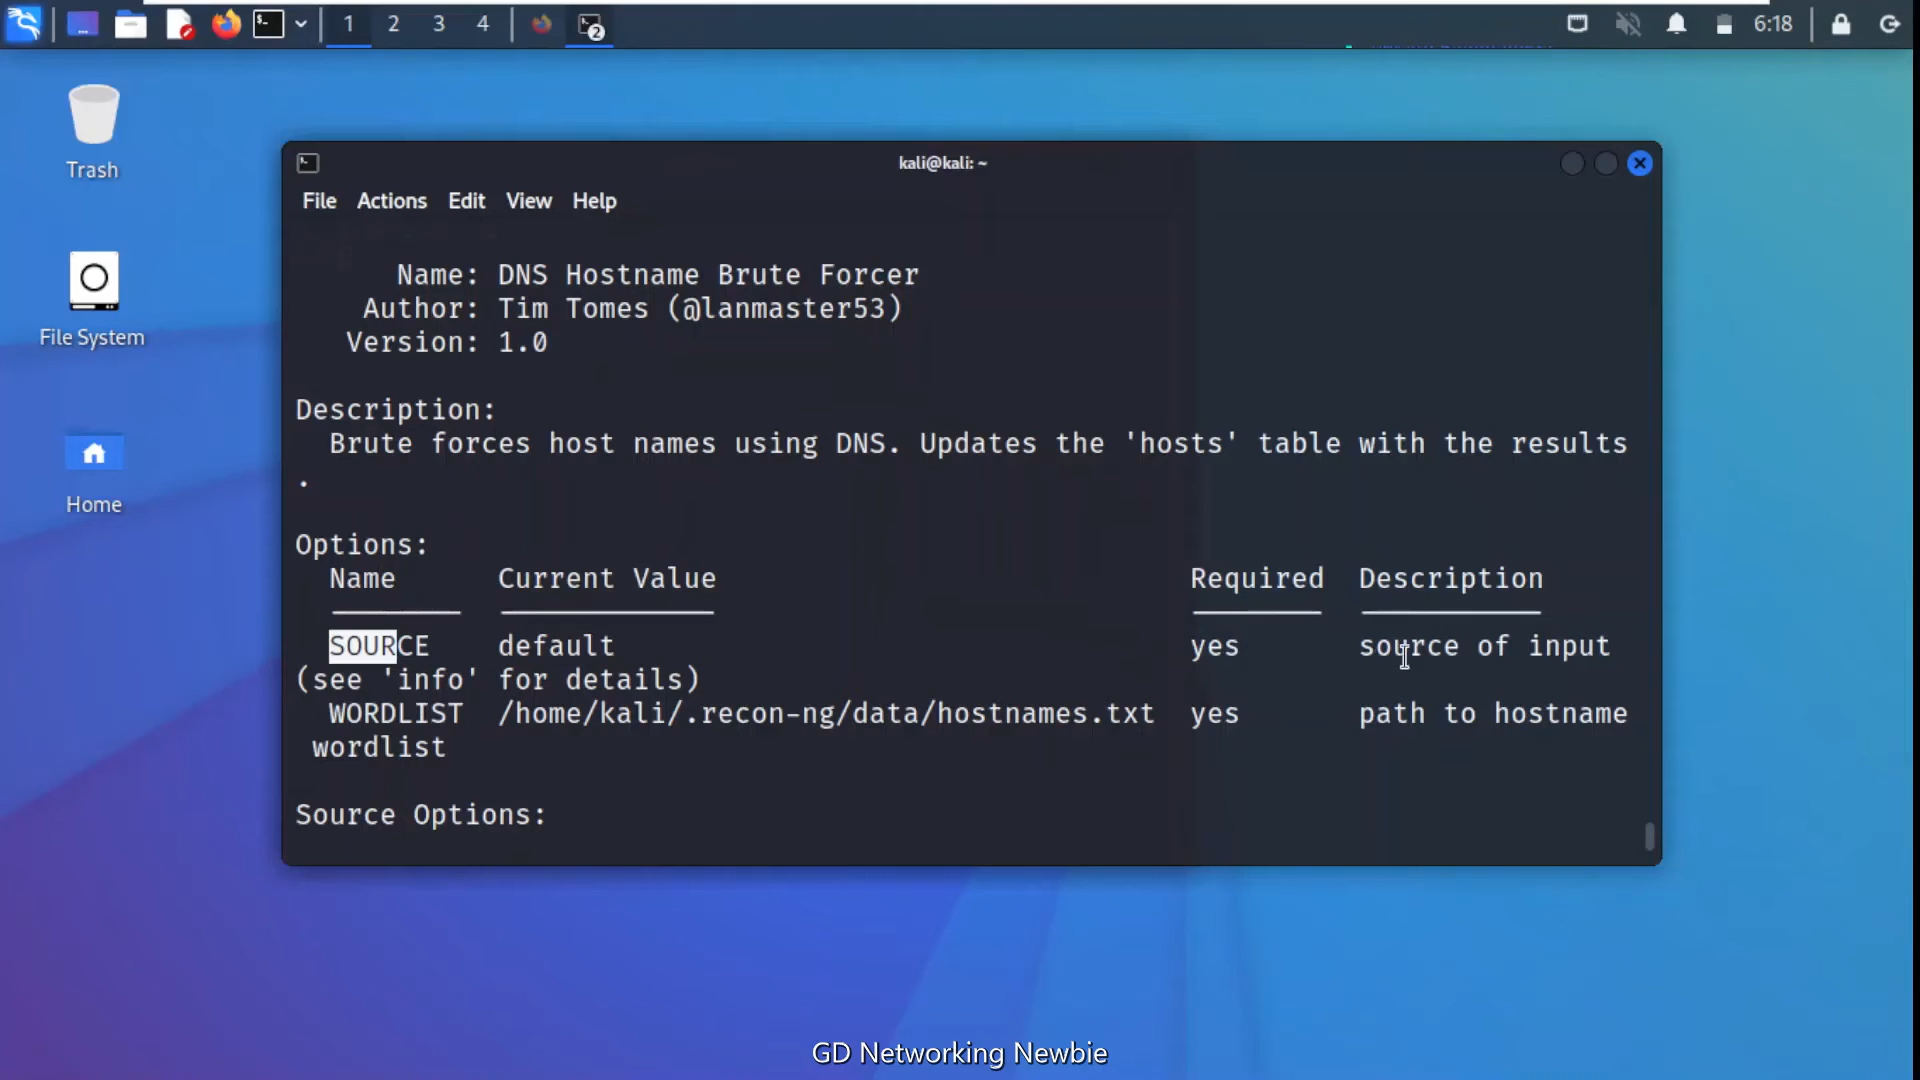 1 2 3 4 2 6:18
Trash
File System
Home
kali@kali: ~
File Actions Edit View Help
Name: DNS Hostname Brute Forcer
Author: Tim Tomes (@lanmaster53)
Version: 1.0
Description:
Brute forces host names using DNS. Updates the 'hosts' table with the results
.
Options:
Name Current Value Required Description
SOURCE default yes source of input
(see 'info' for details)
WORDLIST /home/kali/.recon-ng/data/hostnames.txt yes path to hostname
wordlist
Source Options:
GD Networking Newbie